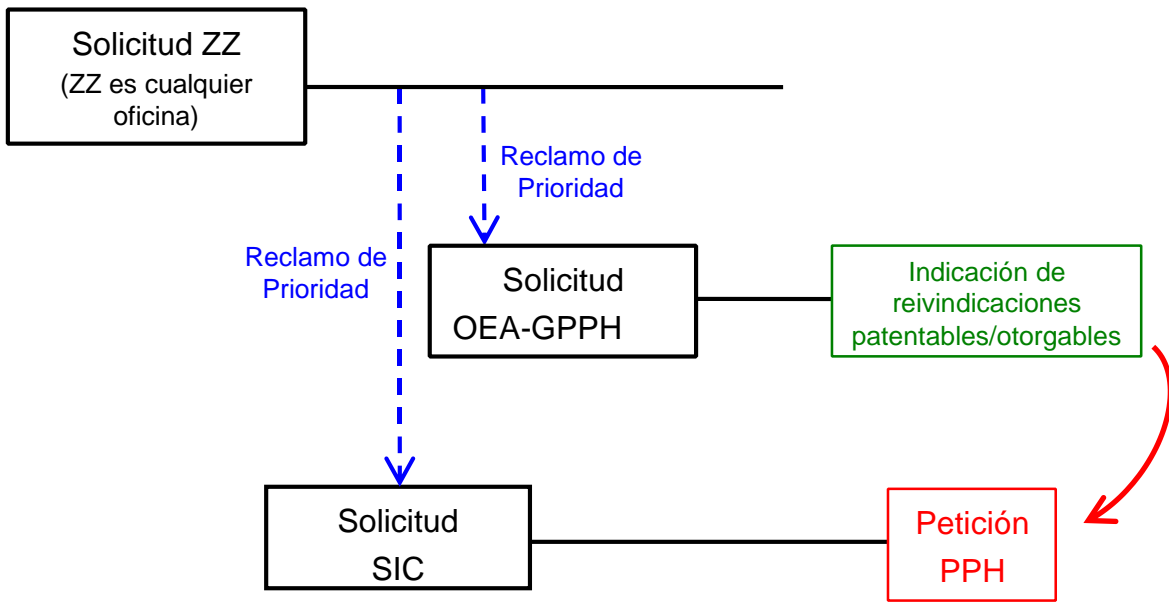 Solicitud ZZ
(ZZ es cualquier
oficina)
Reclamo de
Prioridad
Reclamo de
Prioridad
Solicitud
OEA-GPPH
Indicación de
reivindicaciones
patentables/otorgables
Solicitud
SIC
Petición
PPH